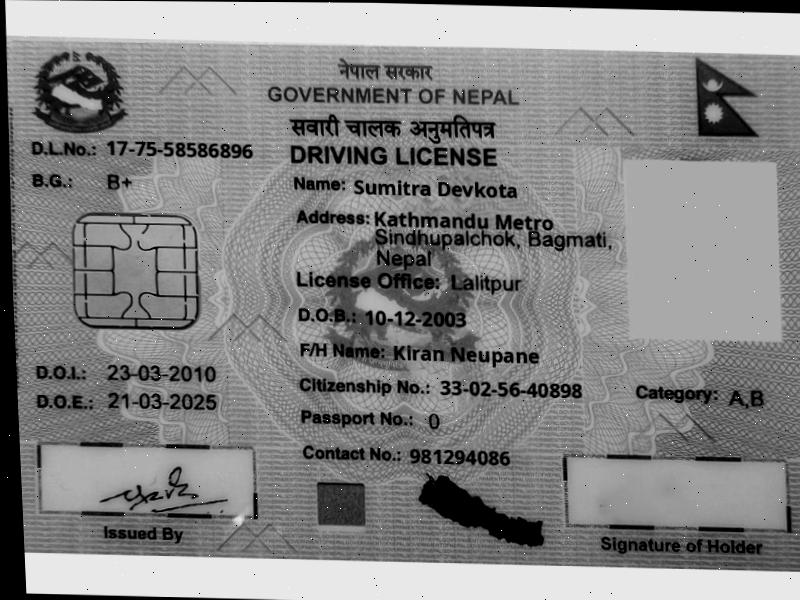 नेपाल सरकार
GOVERNMENT OF NEPAL
सवारी चालक अनुमतिपत्र
DRIVING LICENSE
D.L.No.: 17-75-58586896
B.G.: B+
Name: Sumitra Devkota
Address: Kathmandu Metro
Sindhupalchok, Bagmati,
Nepal
License Office: Lalitpur
D.O.B.: 10-12-2003
F/H Name: Kiran Neupane
D.O.I.: 23-03-2010
D.O.E.: 21-03-2025
Citizenship No.: 33-02-56-40898
Category: A,B
Passport No.: 0
Contact No.: 981294086
Issued By
Signature of Holder